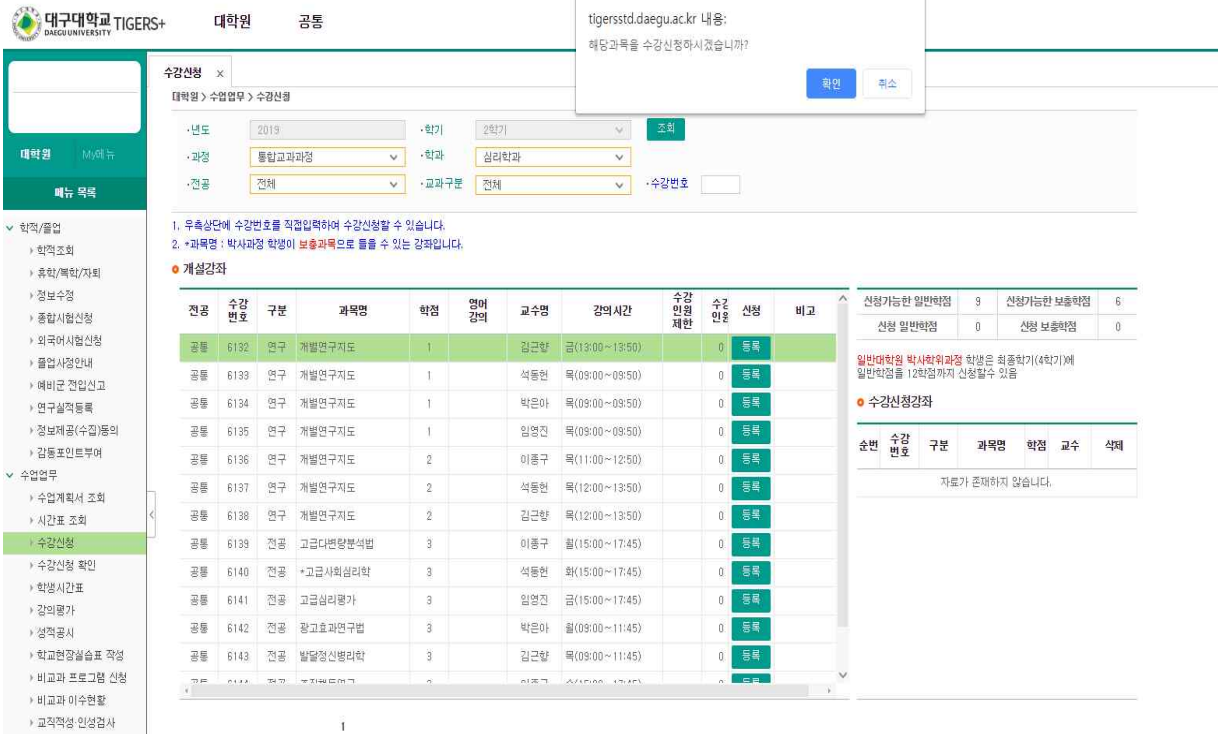 대구대학교 TIGERS+
DAEGU UNIVERSITY
대학원 공통
tigersstd.daegu.ac.kr 내용:
해당과목을 수강신청하시겠습니까?
확인 취소
수강신청 ×
대학원 > 수업업무 > 수강신청
·년도 2019 ·학기 2학기 조회
·과정 통합교과과정 ·학과 심리학과
·전공 전체 ·교과구분 전체 ·수강번호
1. 우측상단에 수강번호를 직접입력하여 수강신청할 수 있습니다.
2. *과목명 : 박사과정 학생이 보충과목으로 들을 수 있는 강좌입니다.
개설강좌
대학원 My메뉴
메뉴 목록
학적/졸업
학적조회
휴학/복학/자퇴
정보수정
종합시험신청
외국어시험신청
졸업사정안내
예비군 전입신고
연구실적등록
정보제공(수집)동의
감동포인트부여
수업업무
수업계획서 조회
시간표 조회
수강신청
수강신청 확인
학생시간표
강의평가
성적공시
학교현장실습표 작성
비교과 프로그램 신청
비교과 이수현황
교직적성·인성검사
전공 수강번호 구분 과목명 학점 영어강의 교수명 강의시간 수강인원제한 수강인원 신청 비고
공통 6132 연구 개별연구지도 1 김근향 금(13:00~13:50) 0 등록
공통 6133 연구 개별연구지도 1 석동헌 목(09:00~09:50) 0 등록
공통 6134 연구 개별연구지도 1 박은아 목(09:00~09:50) 0 등록
공통 6135 연구 개별연구지도 1 임영진 목(09:00~09:50) 0 등록
공통 6136 연구 개별연구지도 2 이종구 목(11:00~12:50) 0 등록
공통 6137 연구 개별연구지도 2 석동헌 목(12:00~13:50) 0 등록
공통 6138 연구 개별연구지도 2 김근향 목(12:00~13:50) 0 등록
공통 6139 전공 고급다변량분석법 3 이종구 월(15:00~17:45) 0 등록
공통 6140 전공 *고급사회심리학 3 석동헌 화(15:00~17:45) 0 등록
공통 6141 전공 고급심리평가 3 임영진 금(15:00~17:45) 0 등록
공통 6142 전공 광고효과연구법 3 박은아 월(09:00~11:45) 0 등록
공통 6143 전공 발달정신병리학 3 김근향 목(09:00~11:45) 0 등록
1
신청가능한 일반학점 9 신청가능한 보충학점 6
신청 일반학점 0 신청 보충학점 0
일반대학원 박사학위과정 학생은 최종학기(4학기)에
일반학점을 12학점까지 신청할수 있음
수강신청강좌
순번 수강번호 구분 과목명 학점 교수 삭제
자료가 존재하지 않습니다.